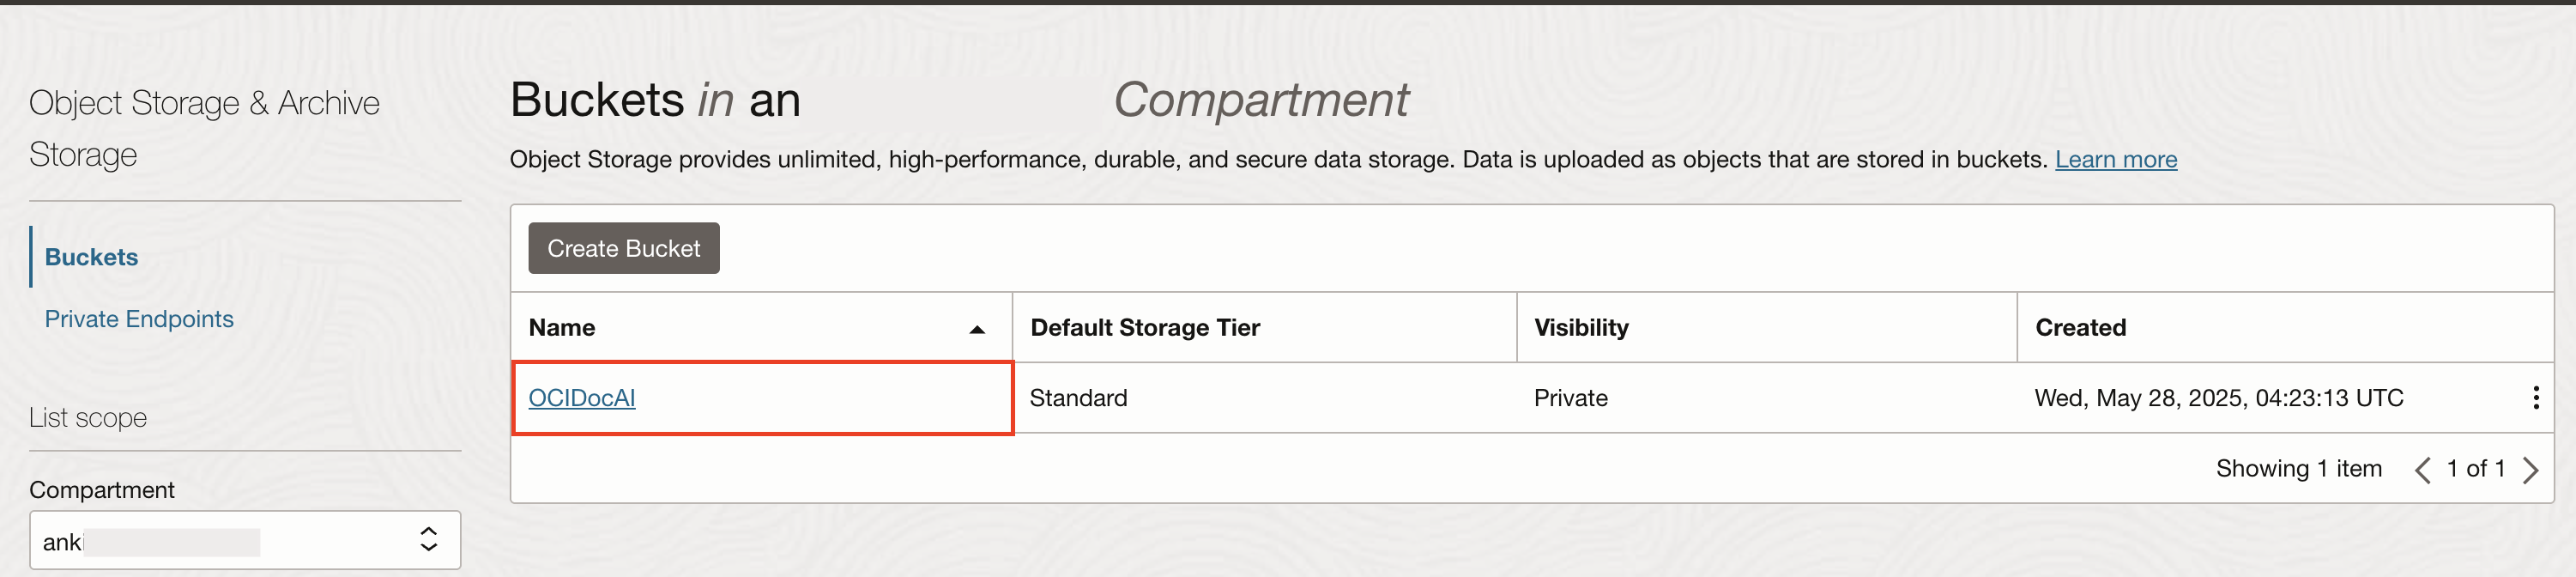 Object Storage & Archive
Storage
Buckets
Private Endpoints
List scope
Compartment
anki
Buckets in an Compartment
Object Storage provides unlimited, high-performance, durable, and secure data storage. Data is uploaded as objects that are stored in buckets. Learn more
Create Bucket
Name Default Storage Tier Visibility Created
OCIDocAI Standard Private Wed, May 28, 2025, 04:23:13 UTC
Showing 1 item 1 of 1